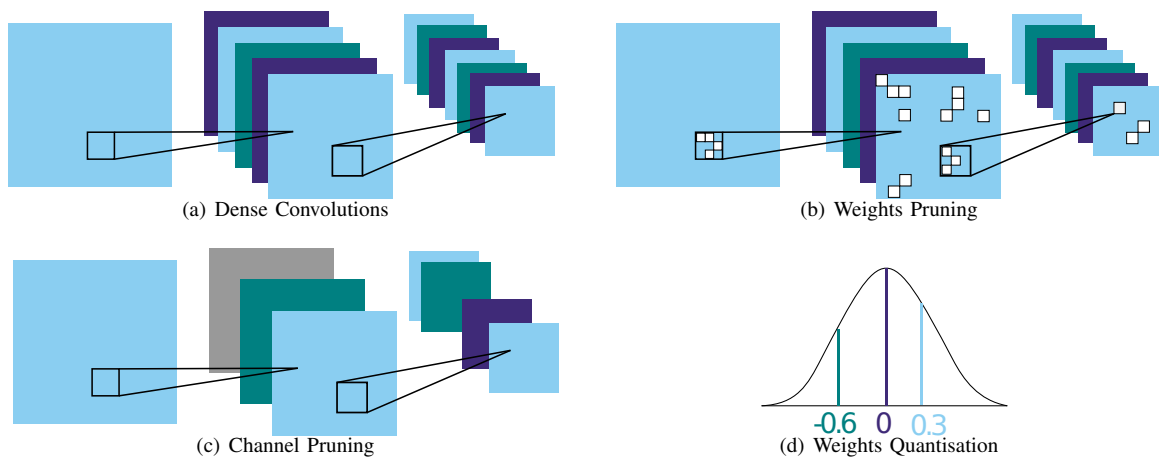 (a) Dense Convolutions
(b) Weights Pruning
(c) Channel Pruning
-0.6 0 0.3
(d) Weights Quantisation